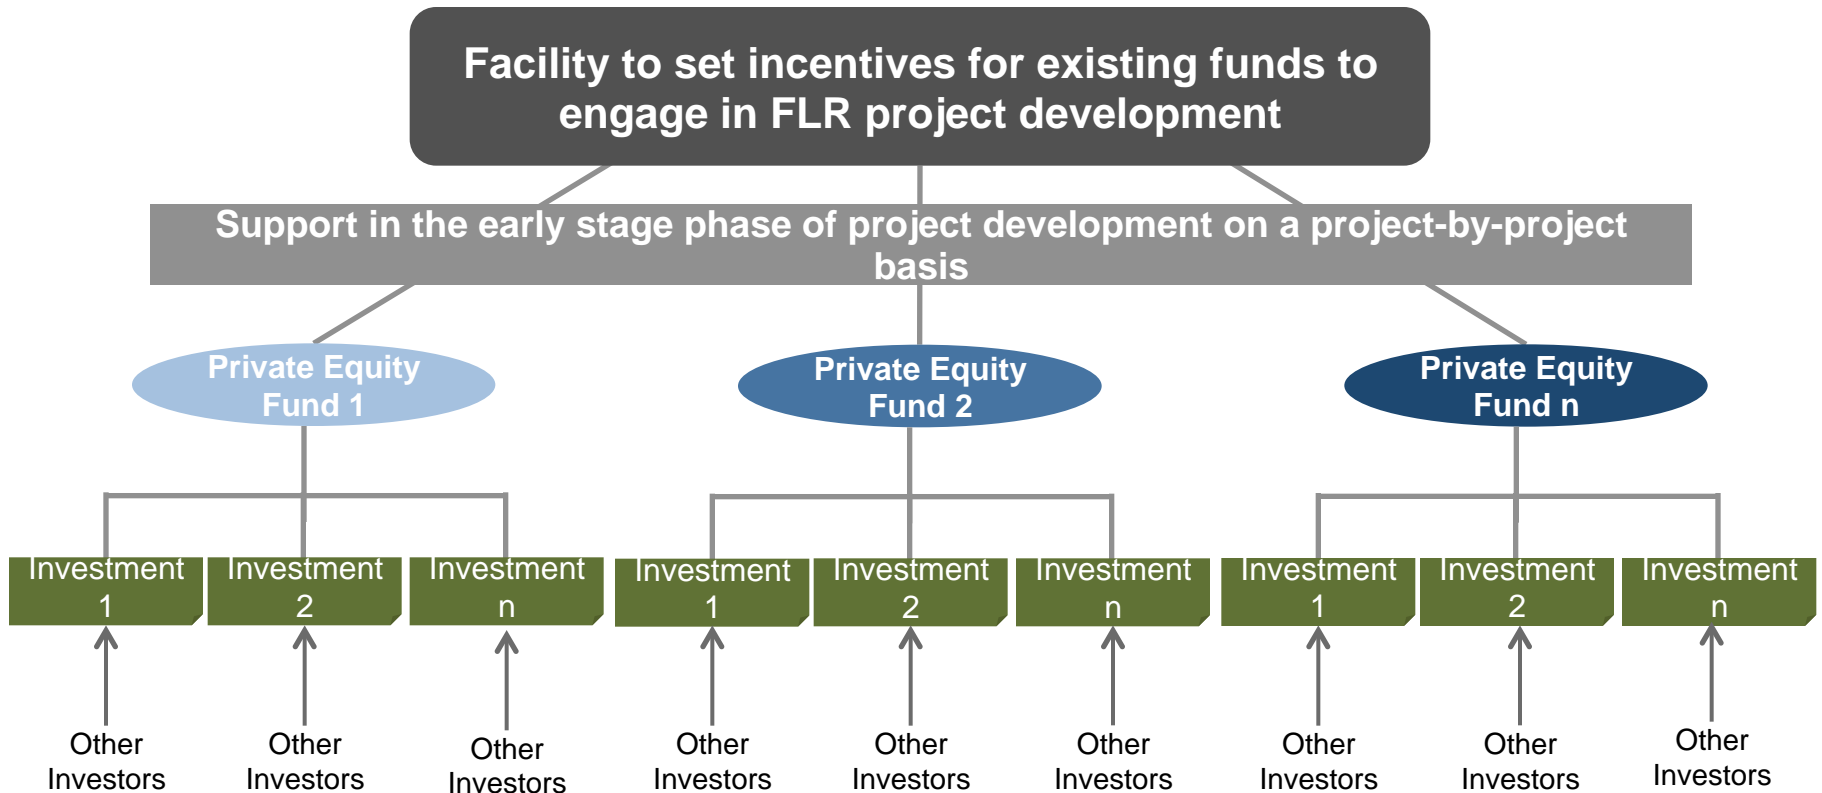 Facility to set incentives for existing funds to
engage in FLR project development
Support in the early stage phase of project development on a project-by-project
basis
Private Equity
Fund 1
Private Equity
Fund 2
Private Equity
Fund n
Investment
1
Investment
2
Investment
n
Investment
1
Investment
2
Investment
n
Investment
1
Investment
2
Investment
n
Other
Investors
Other
Investors
Other
Investors
Other
Investors
Other
Investors
Other
Investors
Other
Investors
Other
Investors
Other
Investors